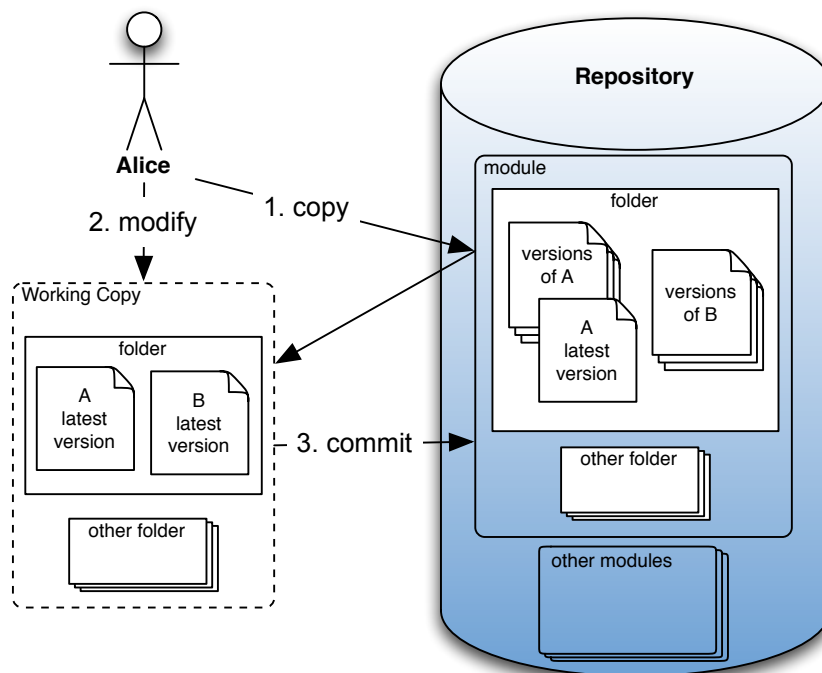 Repository
Alice
1. copy
2. modify
module
folder
versions
of A
A
latest
version
versions
of B
Working Copy
folder
A
latest
version
B
latest
version
3. commit
other folder
other folder
other modules